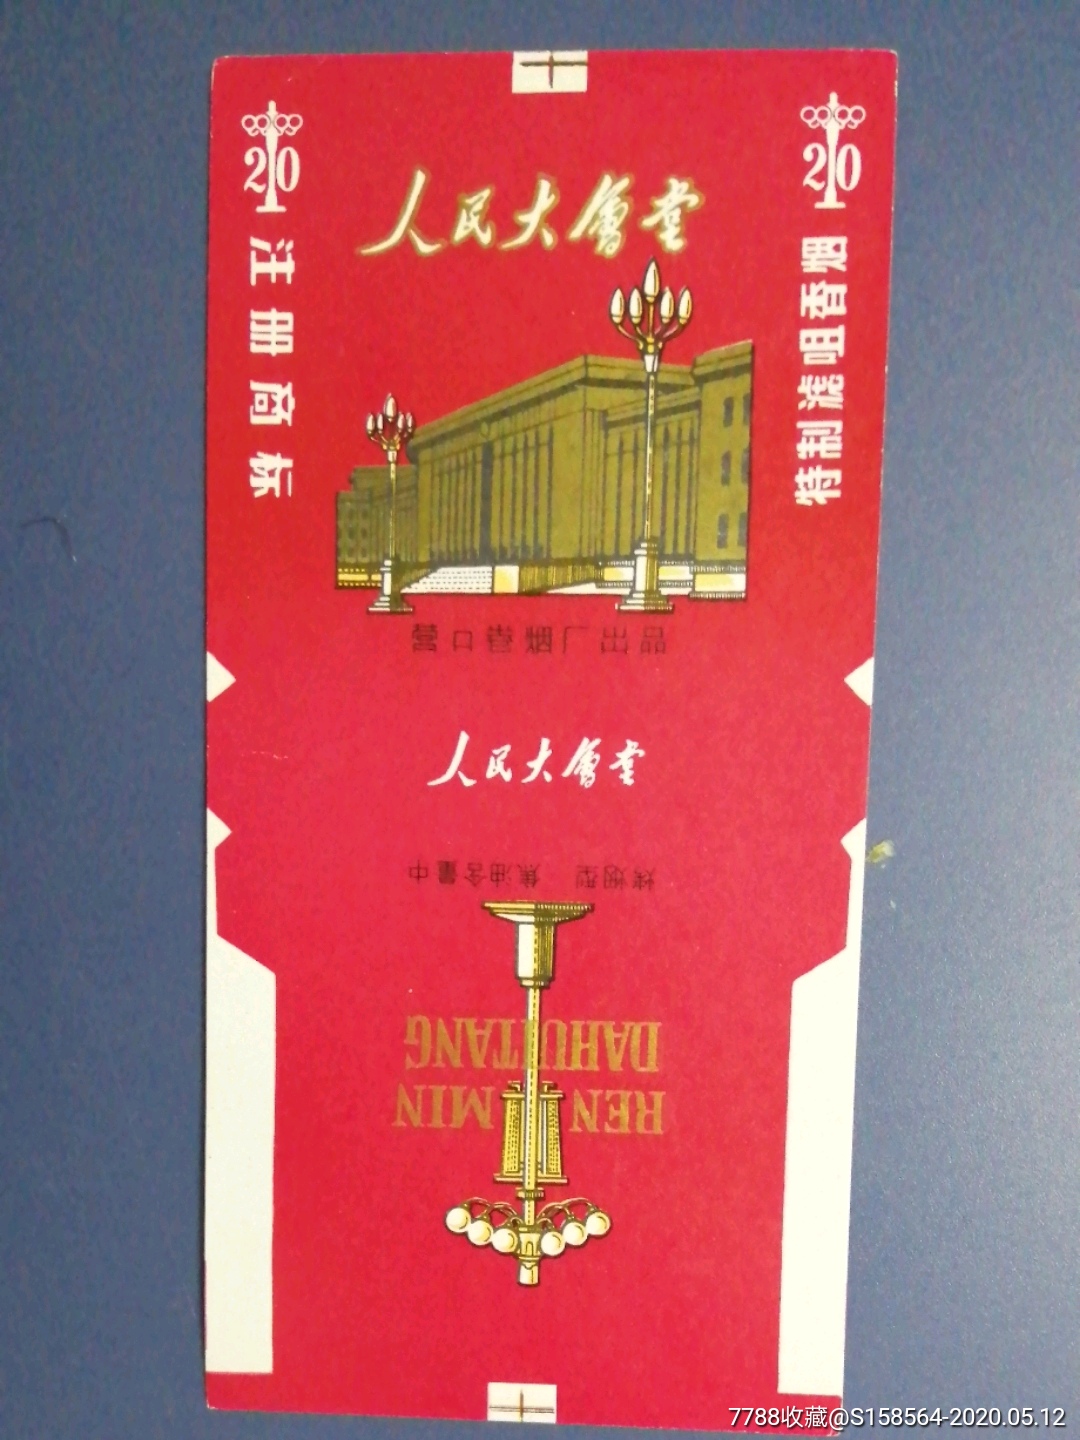 20
20
人民大會堂
注册商标
特制滤咀香烟
营口卷烟厂出品
人民大會堂
烤烟型 焦油含量中
REN MIN
DAHUITANG
7788收藏@S158564-2020.05.12